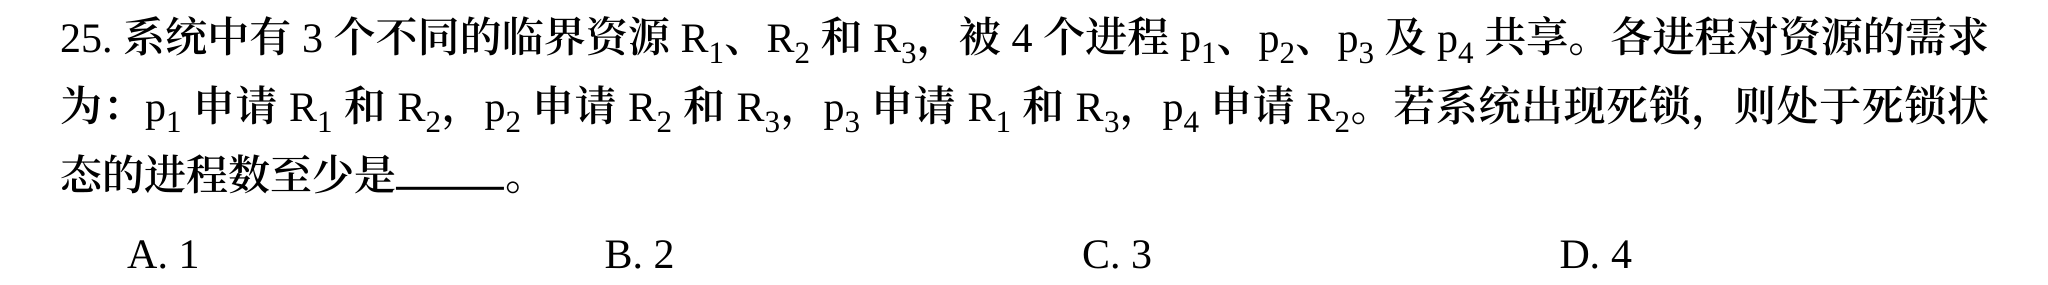 25. 系统中有 3 个不同的临界资源 R₁、R₂ 和 R₃，被 4 个进程 p₁、p₂、p₃ 及 p₄ 共享。各进程对资源的需求
为：p₁ 申请 R₁ 和 R₂，p₂ 申请 R₂ 和 R₃，p₃ 申请 R₁ 和 R₃，p₄ 申请 R₂。若系统出现死锁，则处于死锁状
态的进程数至少是_____。
A. 1 B. 2 C. 3 D. 4